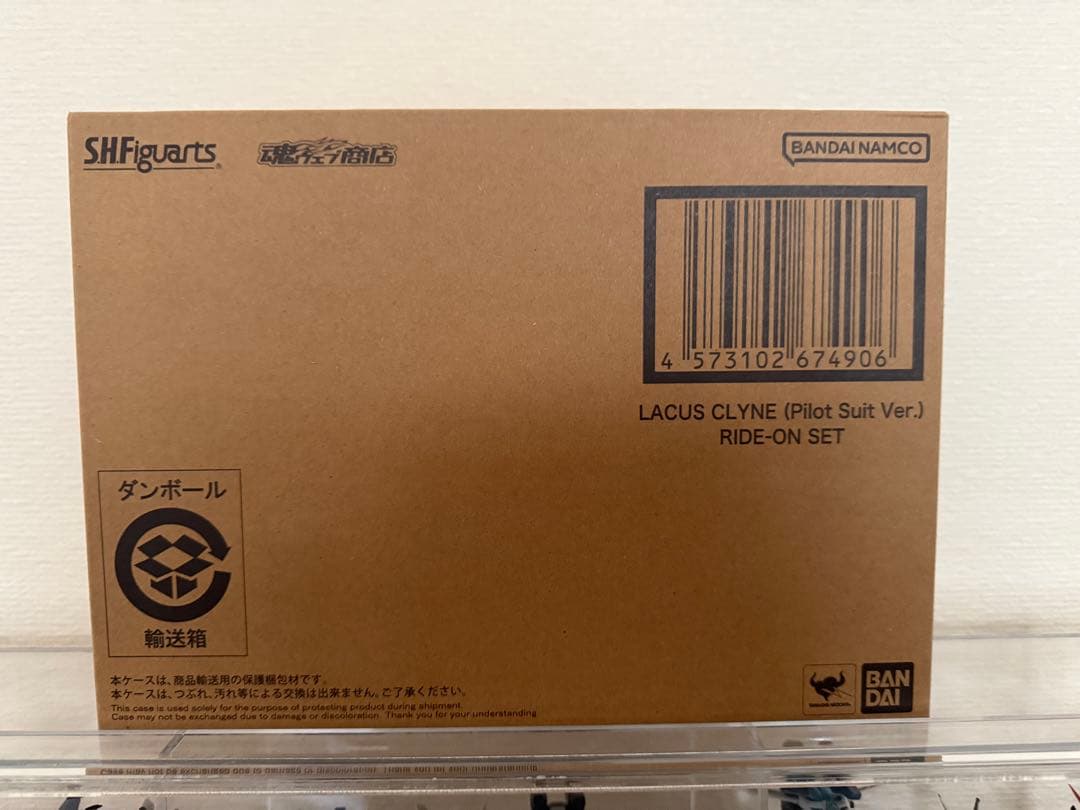 S.H.Figuarts
魂ウェブ商店
BANDAI NAMCO
4 573102 674906
LACUS CLYNE (Pilot Suit Ver.)
RIDE-ON SET
ダンボール
輸送箱
本ケースは、商品輸送用の保護梱包材です。
本ケースは、つぶれ、汚れ等による交換は出来ません。ご了承ください。
This case is used solely for the purpose of protecting product during shipment.
Case may not be exchanged due to damage or discoloration. Thank you for your understanding
TAMASHII NATIONS
BAN
DAI